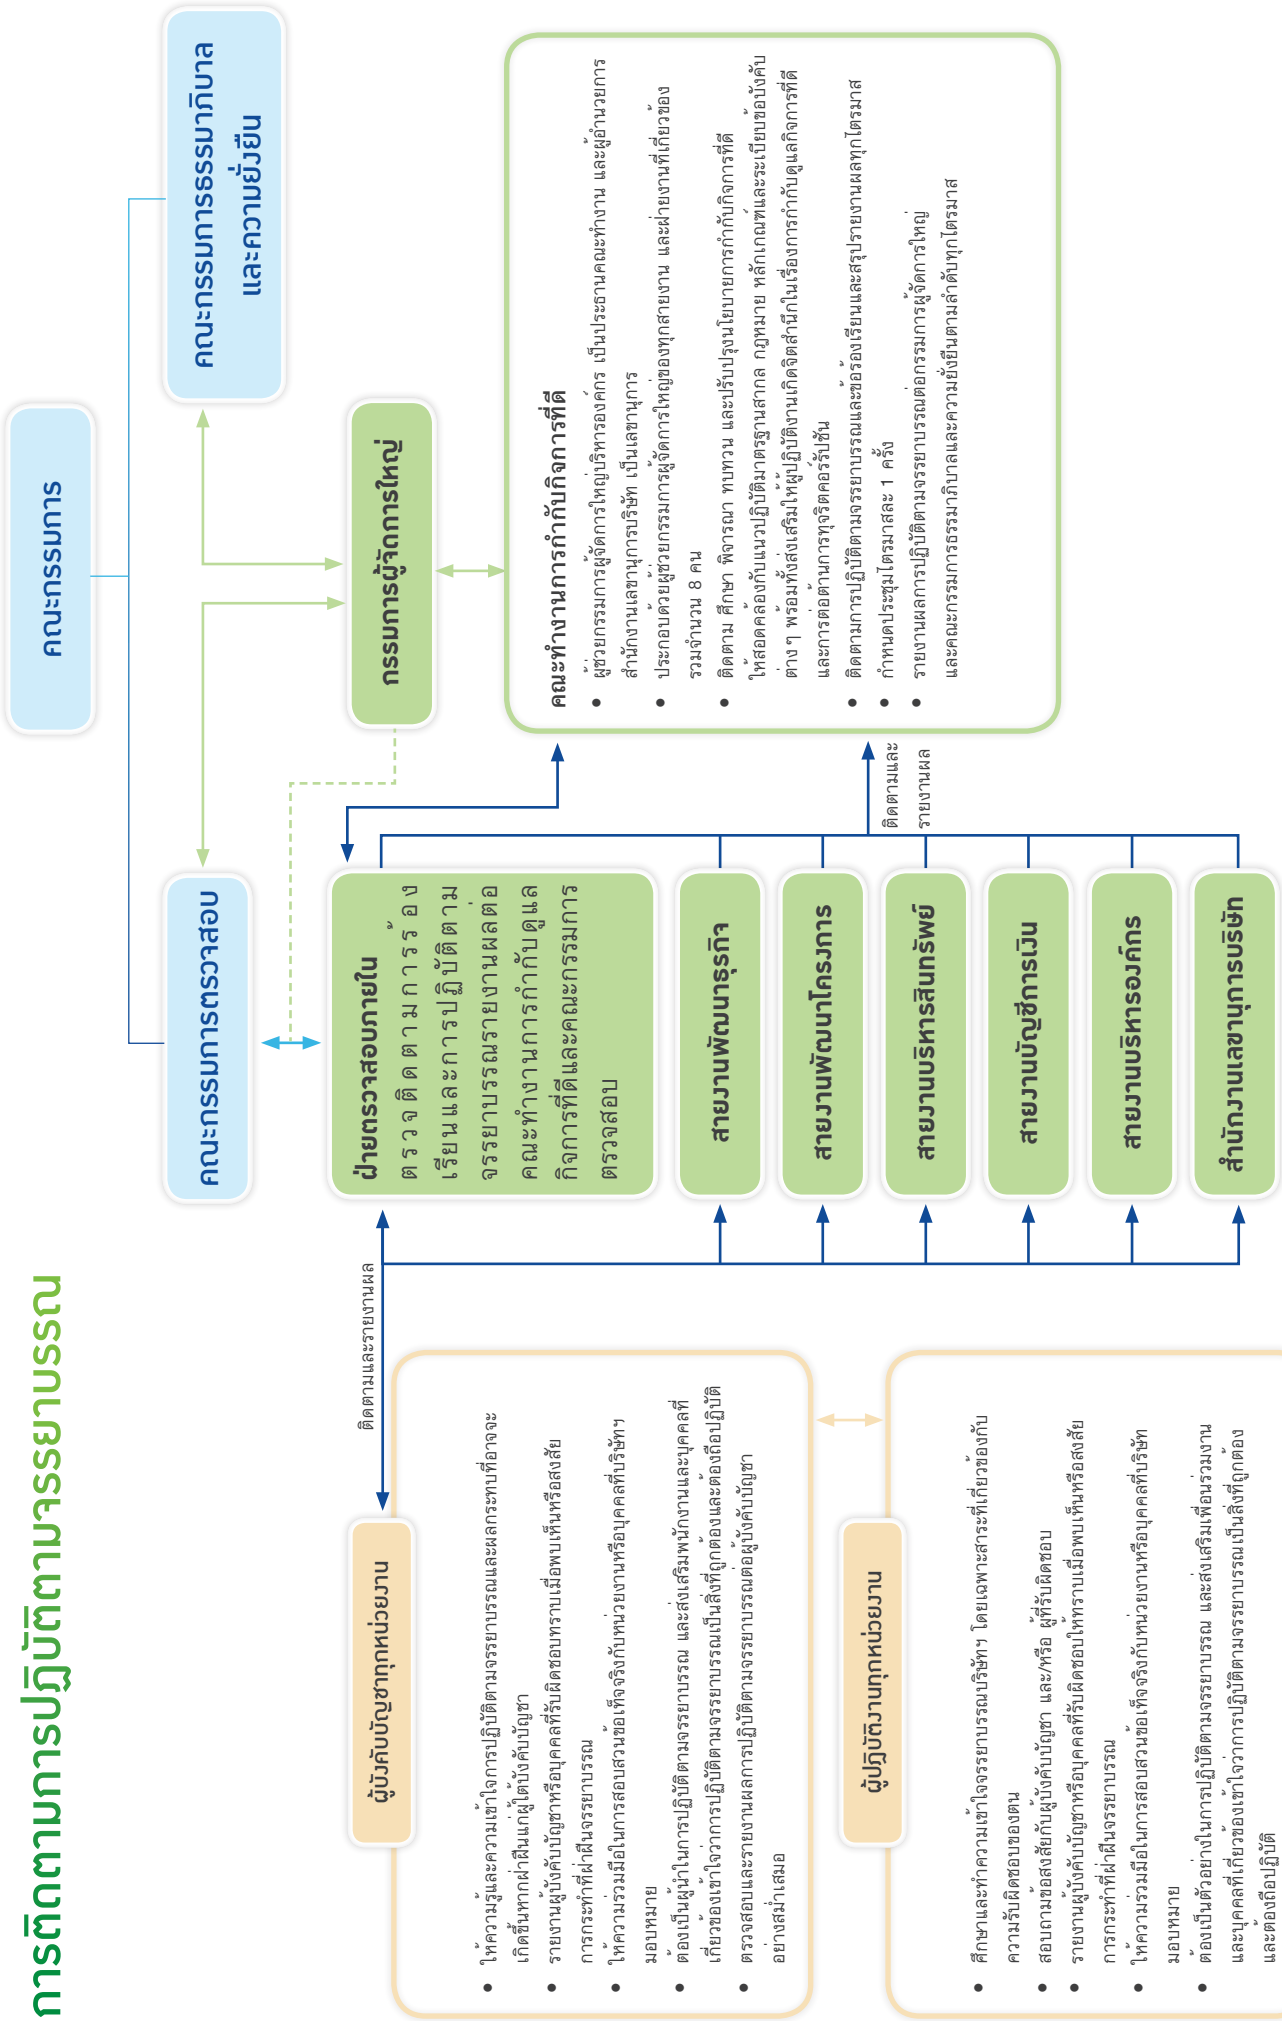 การติดตามการปฏิบัติตามจรรยาบรรณ
คณะกรรมการ
คณะกรรมการตรวจสอบ
คณะกรรมการธรรมาภิบาล
และความยั่งยืน
กรรมการผู้จัดการใหญ่
คณะทำงานการกำกับกิจการที่ดี
• ผู้ช่วยกรรมการผู้จัดการใหญ่บริหารองค์กร เป็นประธานคณะทำงาน และผู้อำนวยการ
สำนักงานเลขานุการบริษัท เป็นเลขานุการ
• ประกอบด้วยผู้ช่วยกรรมการผู้จัดการใหญ่ของทุกสายงาน และฝ่ายงานที่เกี่ยวข้อง
รวมจำนวน 8 คน
• ติดตาม ศึกษา พิจารณา ทบทวน และปรับปรุงนโยบายการกำกับกิจการที่ดี
ให้สอดคล้องกับแนวปฏิบัติมาตรฐานสากล กฎหมาย หลักเกณฑ์และระเบียบข้อบังคับ
ต่าง ๆ พร้อมทั้งส่งเสริมให้ผู้ปฏิบัติงานเกิดจิตสำนึกในเรื่องการกำกับดูแลกิจการที่ดี
และการต่อต้านการทุจริตคอร์รัปชัน
• ติดตามการปฏิบัติตามจรรยาบรรณและข้อร้องเรียนและสรุปรายงานผลทุกไตรมาส
• กำหนดประชุมไตรมาสละ 1 ครั้ง
• รายงานผลการปฏิบัติตามจรรยาบรรณต่อกรรมการผู้จัดการใหญ่
และคณะกรรมการธรรมาภิบาลและความยั่งยืนตามลำดับทุกไตรมาส
ติดตามและ
รายงานผล
ฝ่ายตรวจสอบภายใน
ตรวจติดตามการร้อง
เรียนและการปฏิบัติตาม
จรรยาบรรณรายงานผลต่อ
คณะทำงานการกำกับดูแล
กิจการที่ดีและคณะกรรมการ
ตรวจสอบ
สายงานพัฒนาธุรกิจ
สายงานพัฒนาโครงการ
สายงานบริหารสินทรัพย์
สายงานบัญชีการเงิน
สายงานบริหารองค์กร
สำนักงานเลขานุการบริษัท
ติดตามและรายงานผล
ผู้บังคับบัญชาทุกหน่วยงาน
• ให้ความรู้และความเข้าใจการปฏิบัติตามจรรยาบรรณและผลกระทบที่อาจจะ
เกิดขึ้นหากฝ่าฝืนแก่ผู้ใต้บังคับบัญชา
• รายงานผู้บังคับบัญชาหรือบุคคลที่รับผิดชอบทราบเมื่อพบเห็นหรือสงสัย
การกระทำที่ฝ่าฝืนจรรยาบรรณ
• ให้ความร่วมมือในการสอบสวนข้อเท็จจริงกับหน่วยงานหรือบุคคลที่บริษัทฯ
มอบหมาย
• ต้องเป็นผู้นำในการปฏิบัติตามจรรยาบรรณ และส่งเสริมพนักงานและบุคคลที่
เกี่ยวข้องเข้าใจว่าการปฏิบัติตามจรรยาบรรณเป็นสิ่งที่ถูกต้องและต้องถือปฏิบัติ
• ตรวจสอบและรายงานผลการปฏิบัติตามจรรยาบรรณต่อผู้บังคับบัญชา
อย่างสม่ำเสมอ
ผู้ปฏิบัติงานทุกหน่วยงาน
• ศึกษาและทำความเข้าใจจรรยาบรรณบริษัทฯ โดยเฉพาะสาระที่เกี่ยวข้องกับ
ความรับผิดชอบของตน
• สอบถามข้อสงสัยกับผู้บังคับบัญชา และ/หรือ ผู้ที่รับผิดชอบ
• รายงานผู้บังคับบัญชาหรือบุคคลที่รับผิดชอบให้ทราบเมื่อพบเห็นหรือสงสัย
การกระทำที่ฝ่าฝืนจรรยาบรรณ
• ให้ความร่วมมือในการสอบสวนข้อเท็จจริงกับหน่วยงานหรือบุคคลที่บริษัท
มอบหมาย
• ต้องเป็นตัวอย่างในการปฏิบัติตามจรรยาบรรณ และส่งเสริมเพื่อนร่วมงาน
และบุคคลที่เกี่ยวข้องเข้าใจว่าการปฏิบัติตามจรรยาบรรณเป็นสิ่งที่ถูกต้อง
และต้องถือปฏิบัติ